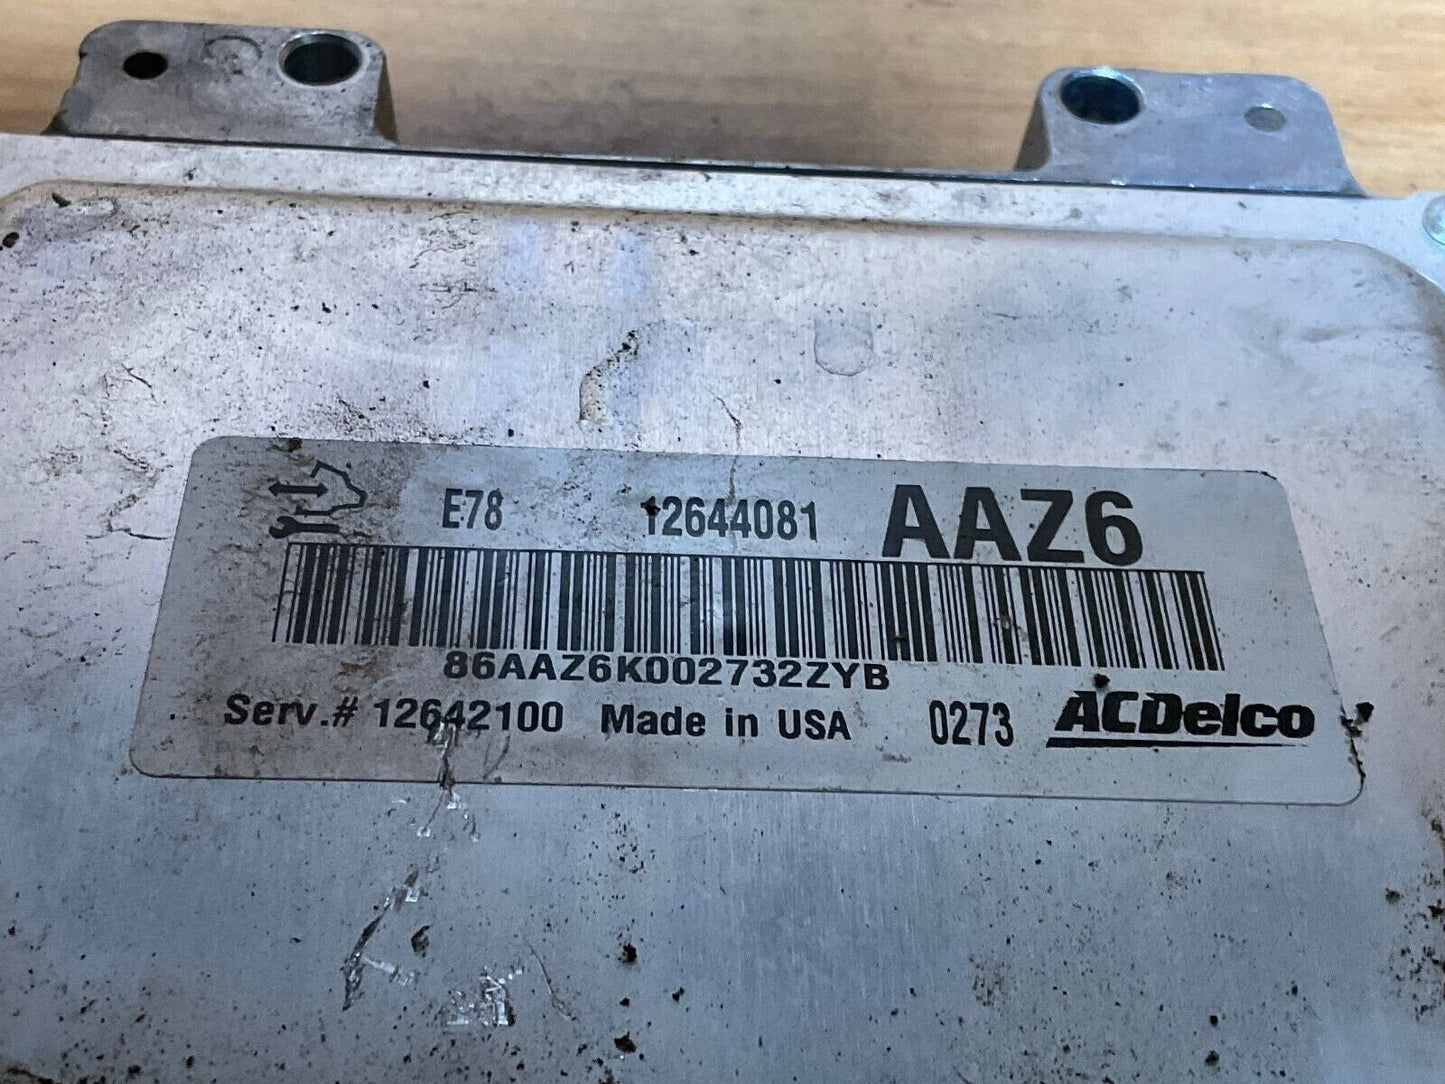 E78 12644081 AAZ6
86AAZ6K002732ZYB
Serv.# 12642100 Made in USA 0273 ACDelco